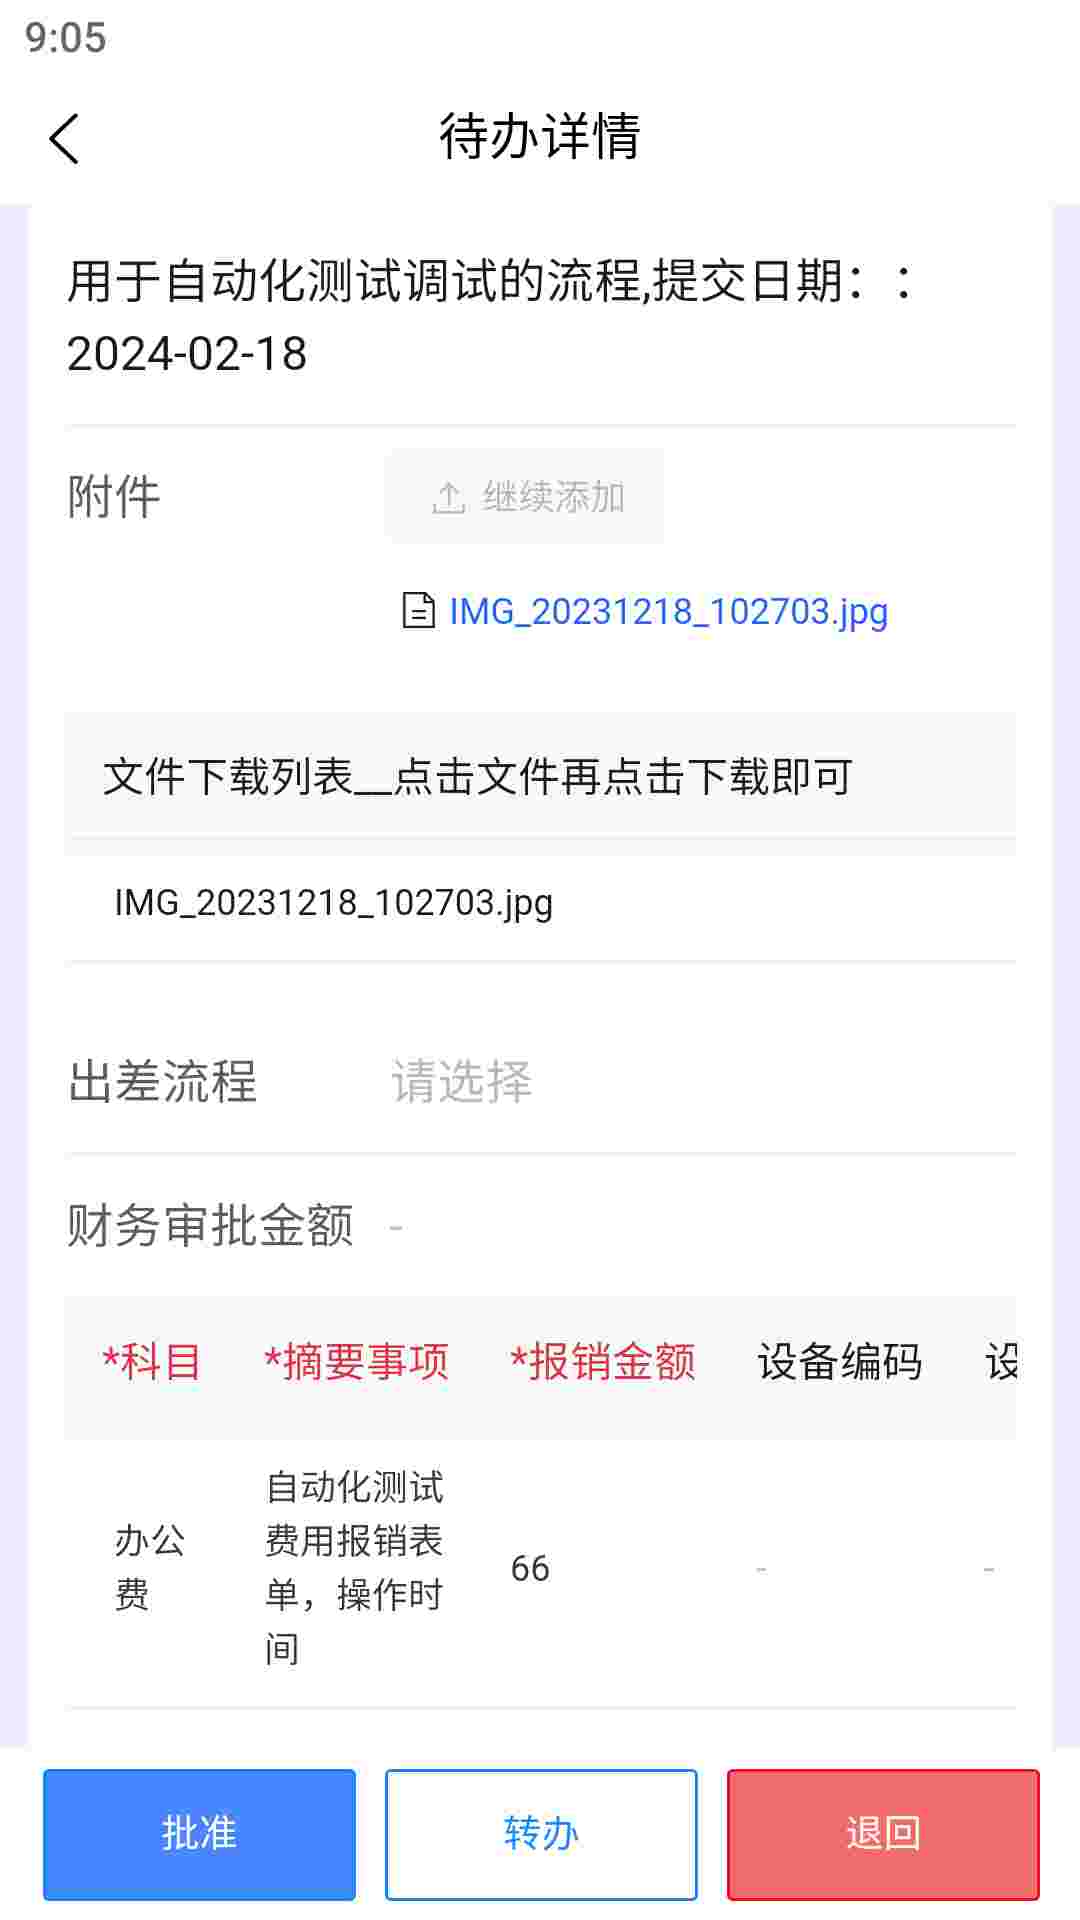 9:05
待办详情
用于自动化测试调试的流程,提交日期：：
2024-02-18
附件
继续添加
IMG_20231218_102703.jpg
文件下载列表__点击文件再点击下载即可
IMG_20231218_102703.jpg
出差流程 请选择
财务审批金额 -
*科目 *摘要事项 *报销金额 设备编码 设
办公
费
自动化测试
费用报销表
单，操作时
间
66
-
-
批准 转办 退回